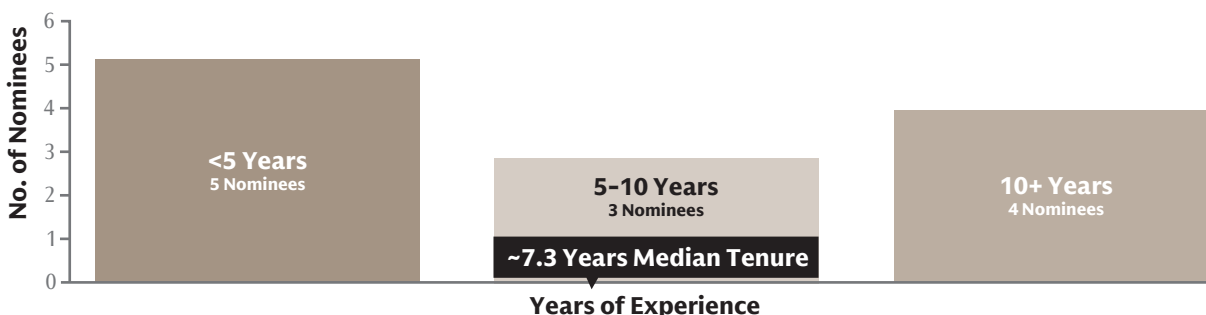 No. of Nominees
6
5
4
3
2
1
0
<5 Years
5 Nominees
5-10 Years
3 Nominees
~7.3 Years Median Tenure
10+ Years
4 Nominees
Years of Experience